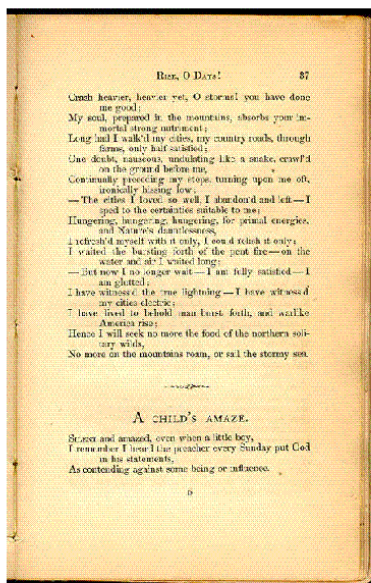 RISE, O DAYS! 37
Crash heavier, heavier yet, O storms! you have done
me good;
My soul, prepared in the mountains, absorbs your im-
mortal strong nutriment;
Long had I walk'd my cities, my country roads, through
farms, only half satisfied;
One doubt, nauseous, undulating like a snake, crawl'd
on the ground before me,
Continually preceding my steps, turning upon me oft,
ironically hissing low;
— The cities I loved so well, I abandon'd and left — I
sped to the certainties suitable to me;
Hungering, hungering, hungering, for primal energies,
and Nature's dauntlessness,
I refresh'd myself with it only, I could relish it only;
I waited the bursting forth of the pent fire — on the
water and air I waited long;
— But now I no longer wait — I am fully satisfied — I
am glutted;
I have witness'd the true lightning — I have witness'd
my cities electric;
I have lived to behold man burst forth, and warlike
America rise;
Hence I will seek no more the food of the northern soli-
tary wilds,
No more on the mountains roam, or sail the stormy sea.
A CHILD'S AMAZE.
SILENT and amazed, even when a little boy,
I remember I heard the preacher every Sunday put God
in his statements,
As contending against some being or influence.